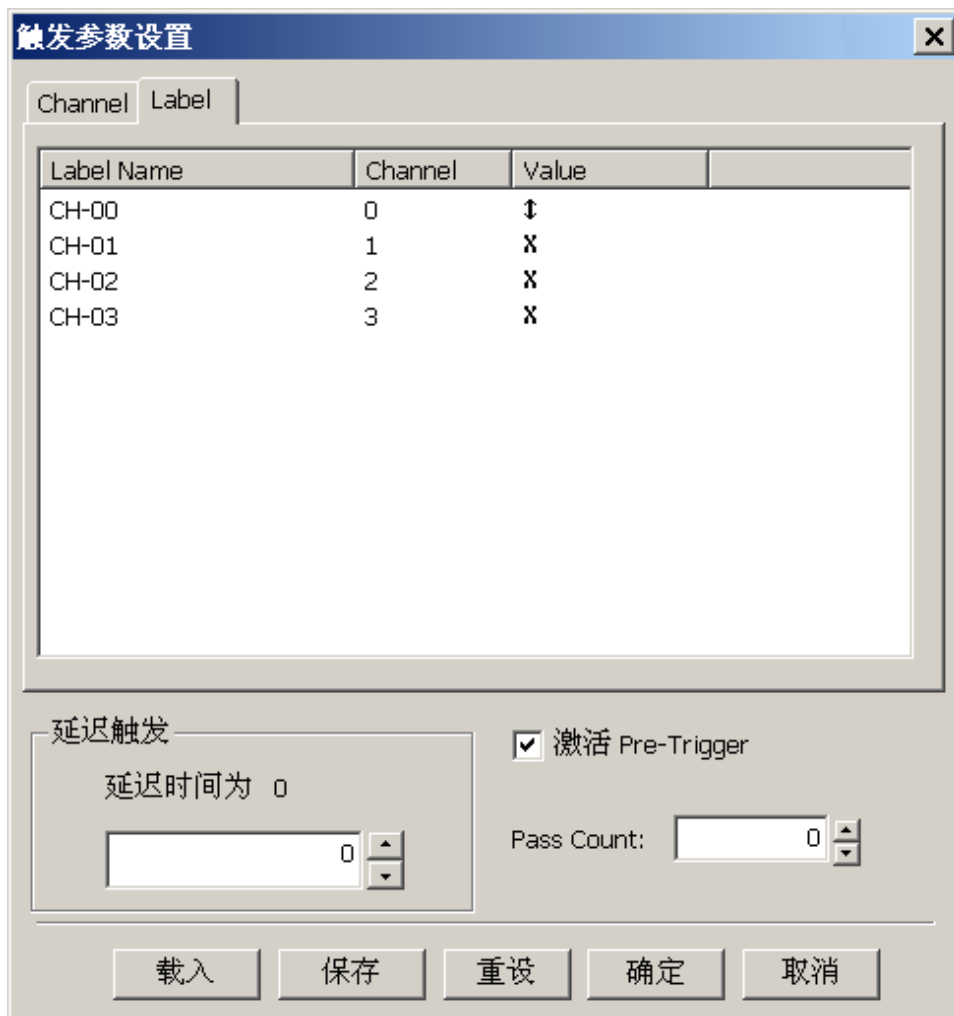 触发参数设置
Channel Label
Label Name Channel Value
CH-00 0 ↕
CH-01 1 X
CH-02 2 X
CH-03 3 X
延迟触发
延迟时间为 0
0
激活 Pre-Trigger
Pass Count: 0
载入 保存 重设 确定 取消